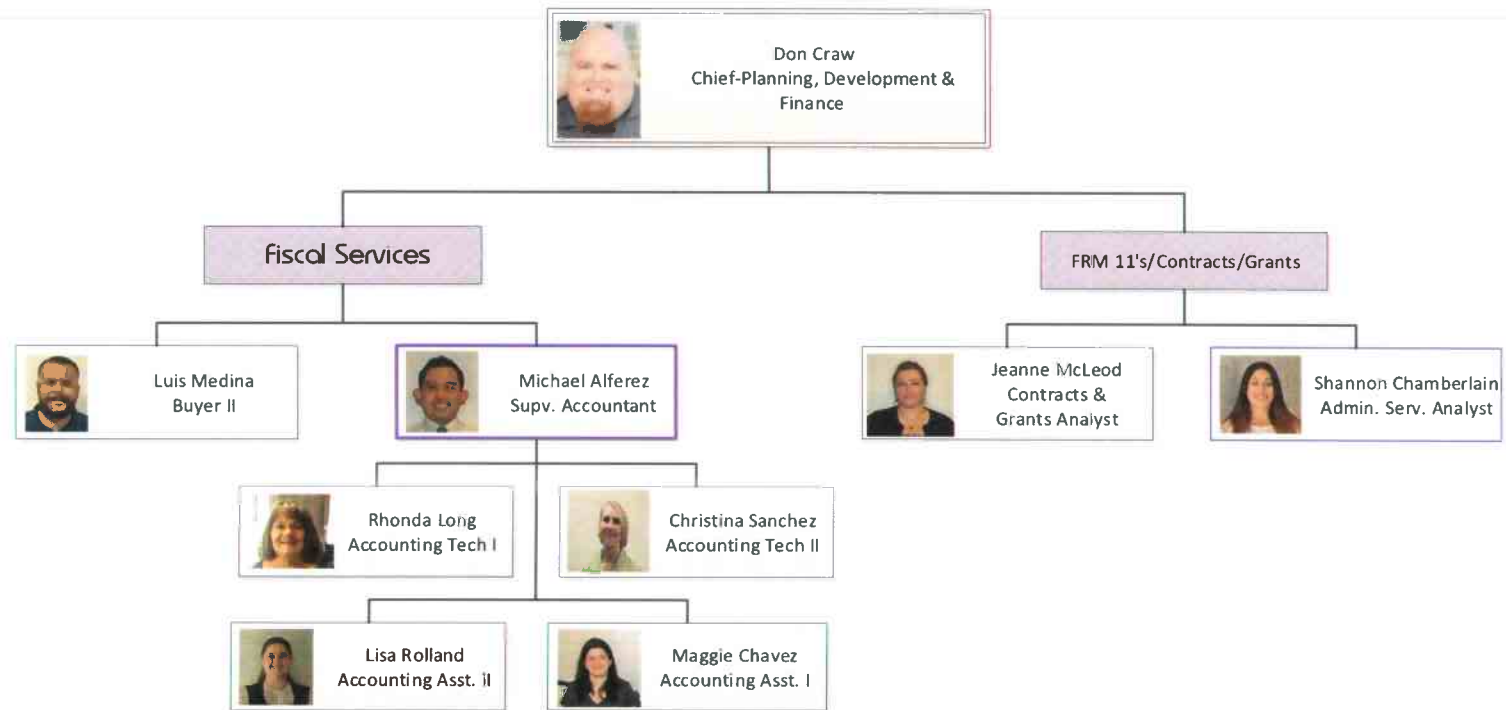 Don Craw
Chief-Planning, Development &
Finance
Fiscal Services
FRM 11's/Contracts/Grants
Luis Medina
Buyer II
Michael Alferez
Supv. Accountant
Jeanne McLeod
Contracts &
Grants Analyst
Shannon Chamberlain
Admin. Serv. Analyst
Rhonda Long
Accounting Tech I
Christina Sanchez
Accounting Tech II
Lisa Rolland
Accounting Asst. II
Maggie Chavez
Accounting Asst. I